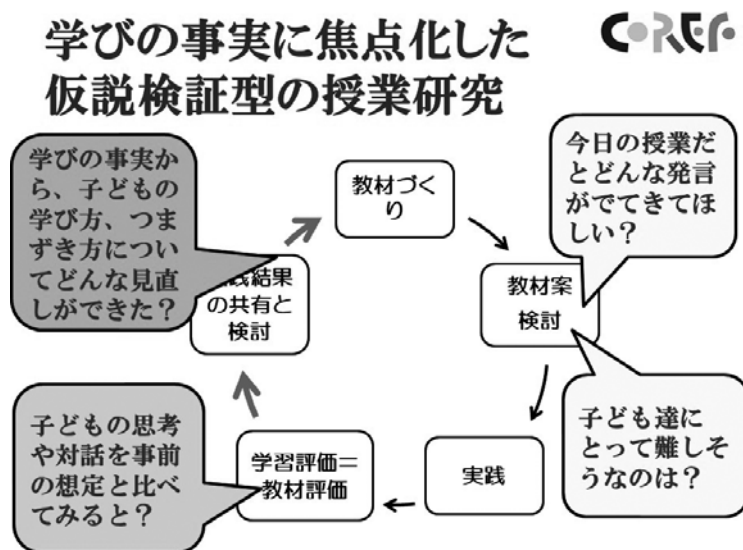 学びの事実に焦点化した
仮説検証型の授業研究
CoREF
学びの事実か
ら、子どもの
学び方、つま
ずき方につい
てどんな見直
しができた？
教材づく
り
今日の授業だ
とどんな発言
がでてきてほ
しい？
践結果
の共有と
検討
教材案
検討
子どもの思考
や対話を事前
の想定と比べ
てみると？
学習評価＝
教材評価
実践
子ども達に
とって難しそ
うなのは？